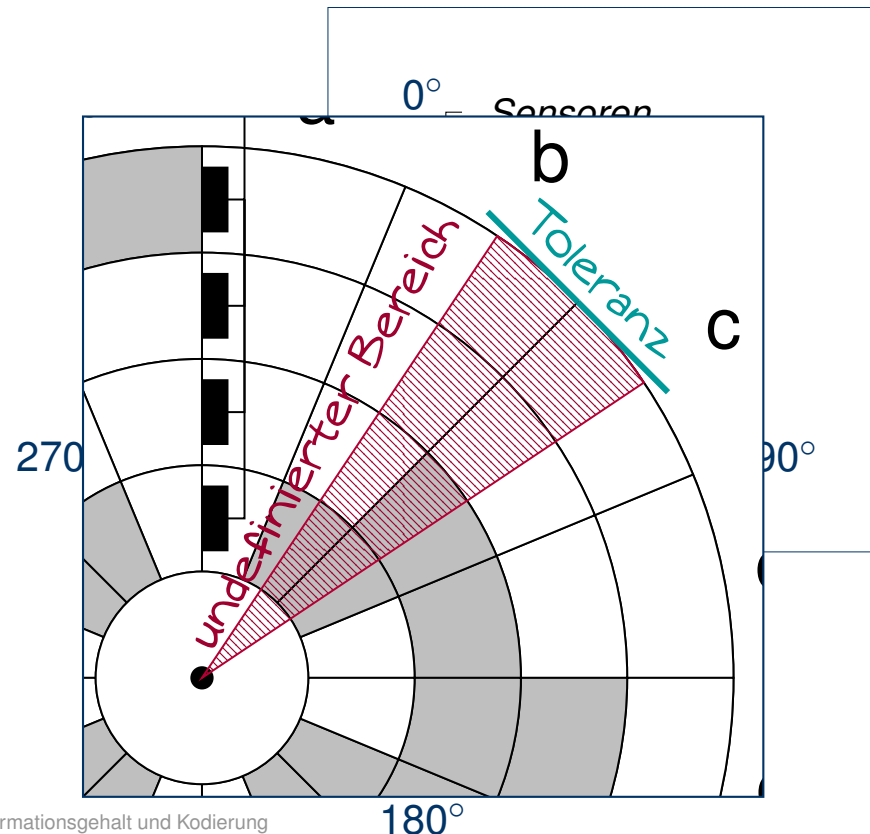 0°
Sensoren
a
b
Toleranz
undefinierter Bereich
c
270
90°
rmationsgehalt und Kodierung
180°